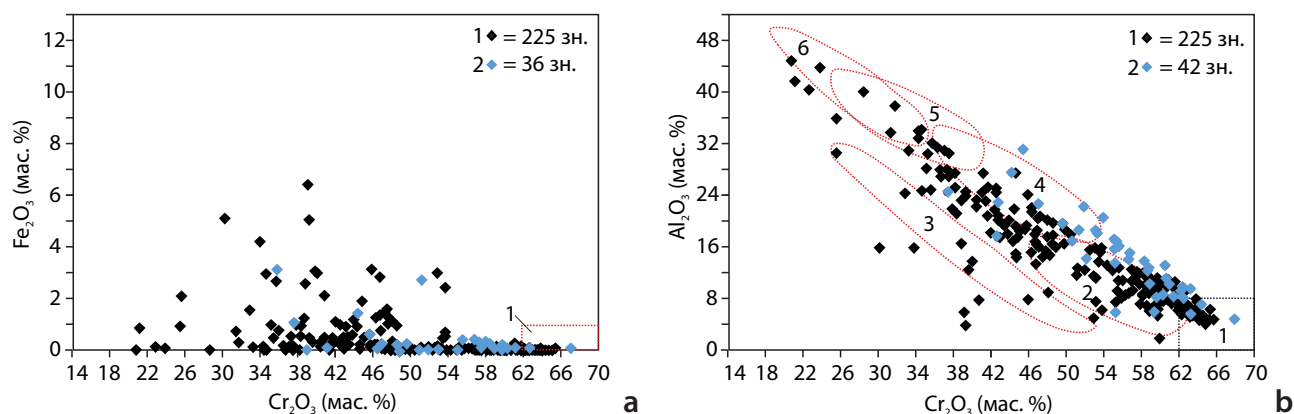 12
10
8
6
4
2
0
Fe₂O₃ (мас. %)
1 = 225 зн.
2 = 36 зн.
1
14 18 22 26 30 34 38 42 46 50 54 58 62 66 70
Cr₂O₃ (мас. %)
a
48
40
32
24
16
8
0
Al₂O₃ (мас. %)
1 = 225 зн.
2 = 42 зн.
6
5
4
3
2
1
14 18 22 26 30 34 38 42 46 50 54 58 62 66 70
Cr₂O₃ (мас. %)
b